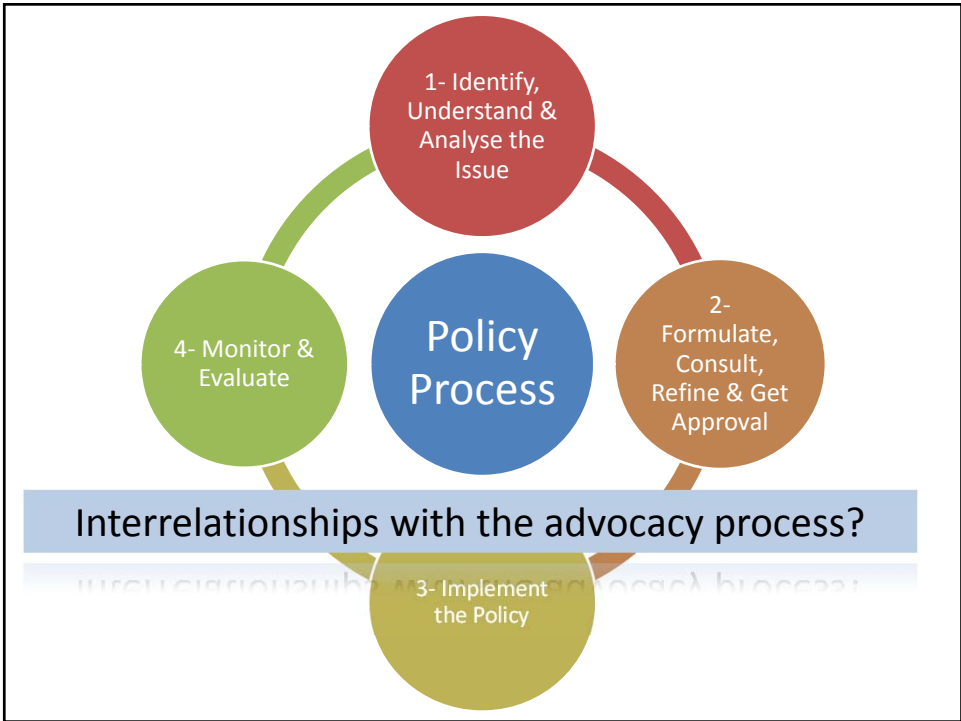 1- Identify,
Understand &
Analyse the
Issue
2-
Formulate,
Consult,
Refine & Get
Approval
Policy
Process
4- Monitor &
Evaluate
Interrelationships with the advocacy process?
3- Implement
the Policy